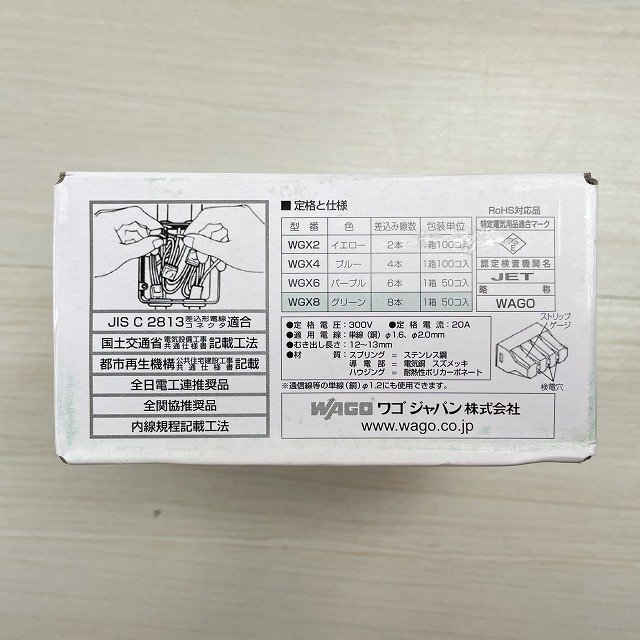 JIS C 2813 差込形電線コネクタ 適合
国土交通省 電気設備工事共通仕様書 記載工法
都市再生機構 公共住宅建設工事共通仕様書 記載
全日電工連推奨品
全関協推奨品
内線規程記載工法
■ 定格と仕様
型番 色 差込み線数 包装単位
WGX2 イエロー 2本 1箱100コ入
WGX4 ブルー 4本 1箱100コ入
WGX6 パープル 6本 1箱 50コ入
WGX8 グリーン 8本 1箱 50コ入
RoHS対応品
特定電気用品適合マーク
PS E
認定検査機関名
JET
略称
WAGO
●定格電圧：300V ●定格電流：20A
●適用電線：単線（銅）φ1.6、φ2.0mm
●むき出し長さ：12〜13mm
●材質：スプリング ＝ ステンレス鋼
導電部 ＝ 電気銅 スズメッキ
ハウジング ＝ 耐熱性ポリカーボネート
※通信線等の単線（銅）φ1.2にも使用できます。
ストリップゲージ
検電穴
WAGO ワゴ ジャパン 株式会社
www.wago.co.jp